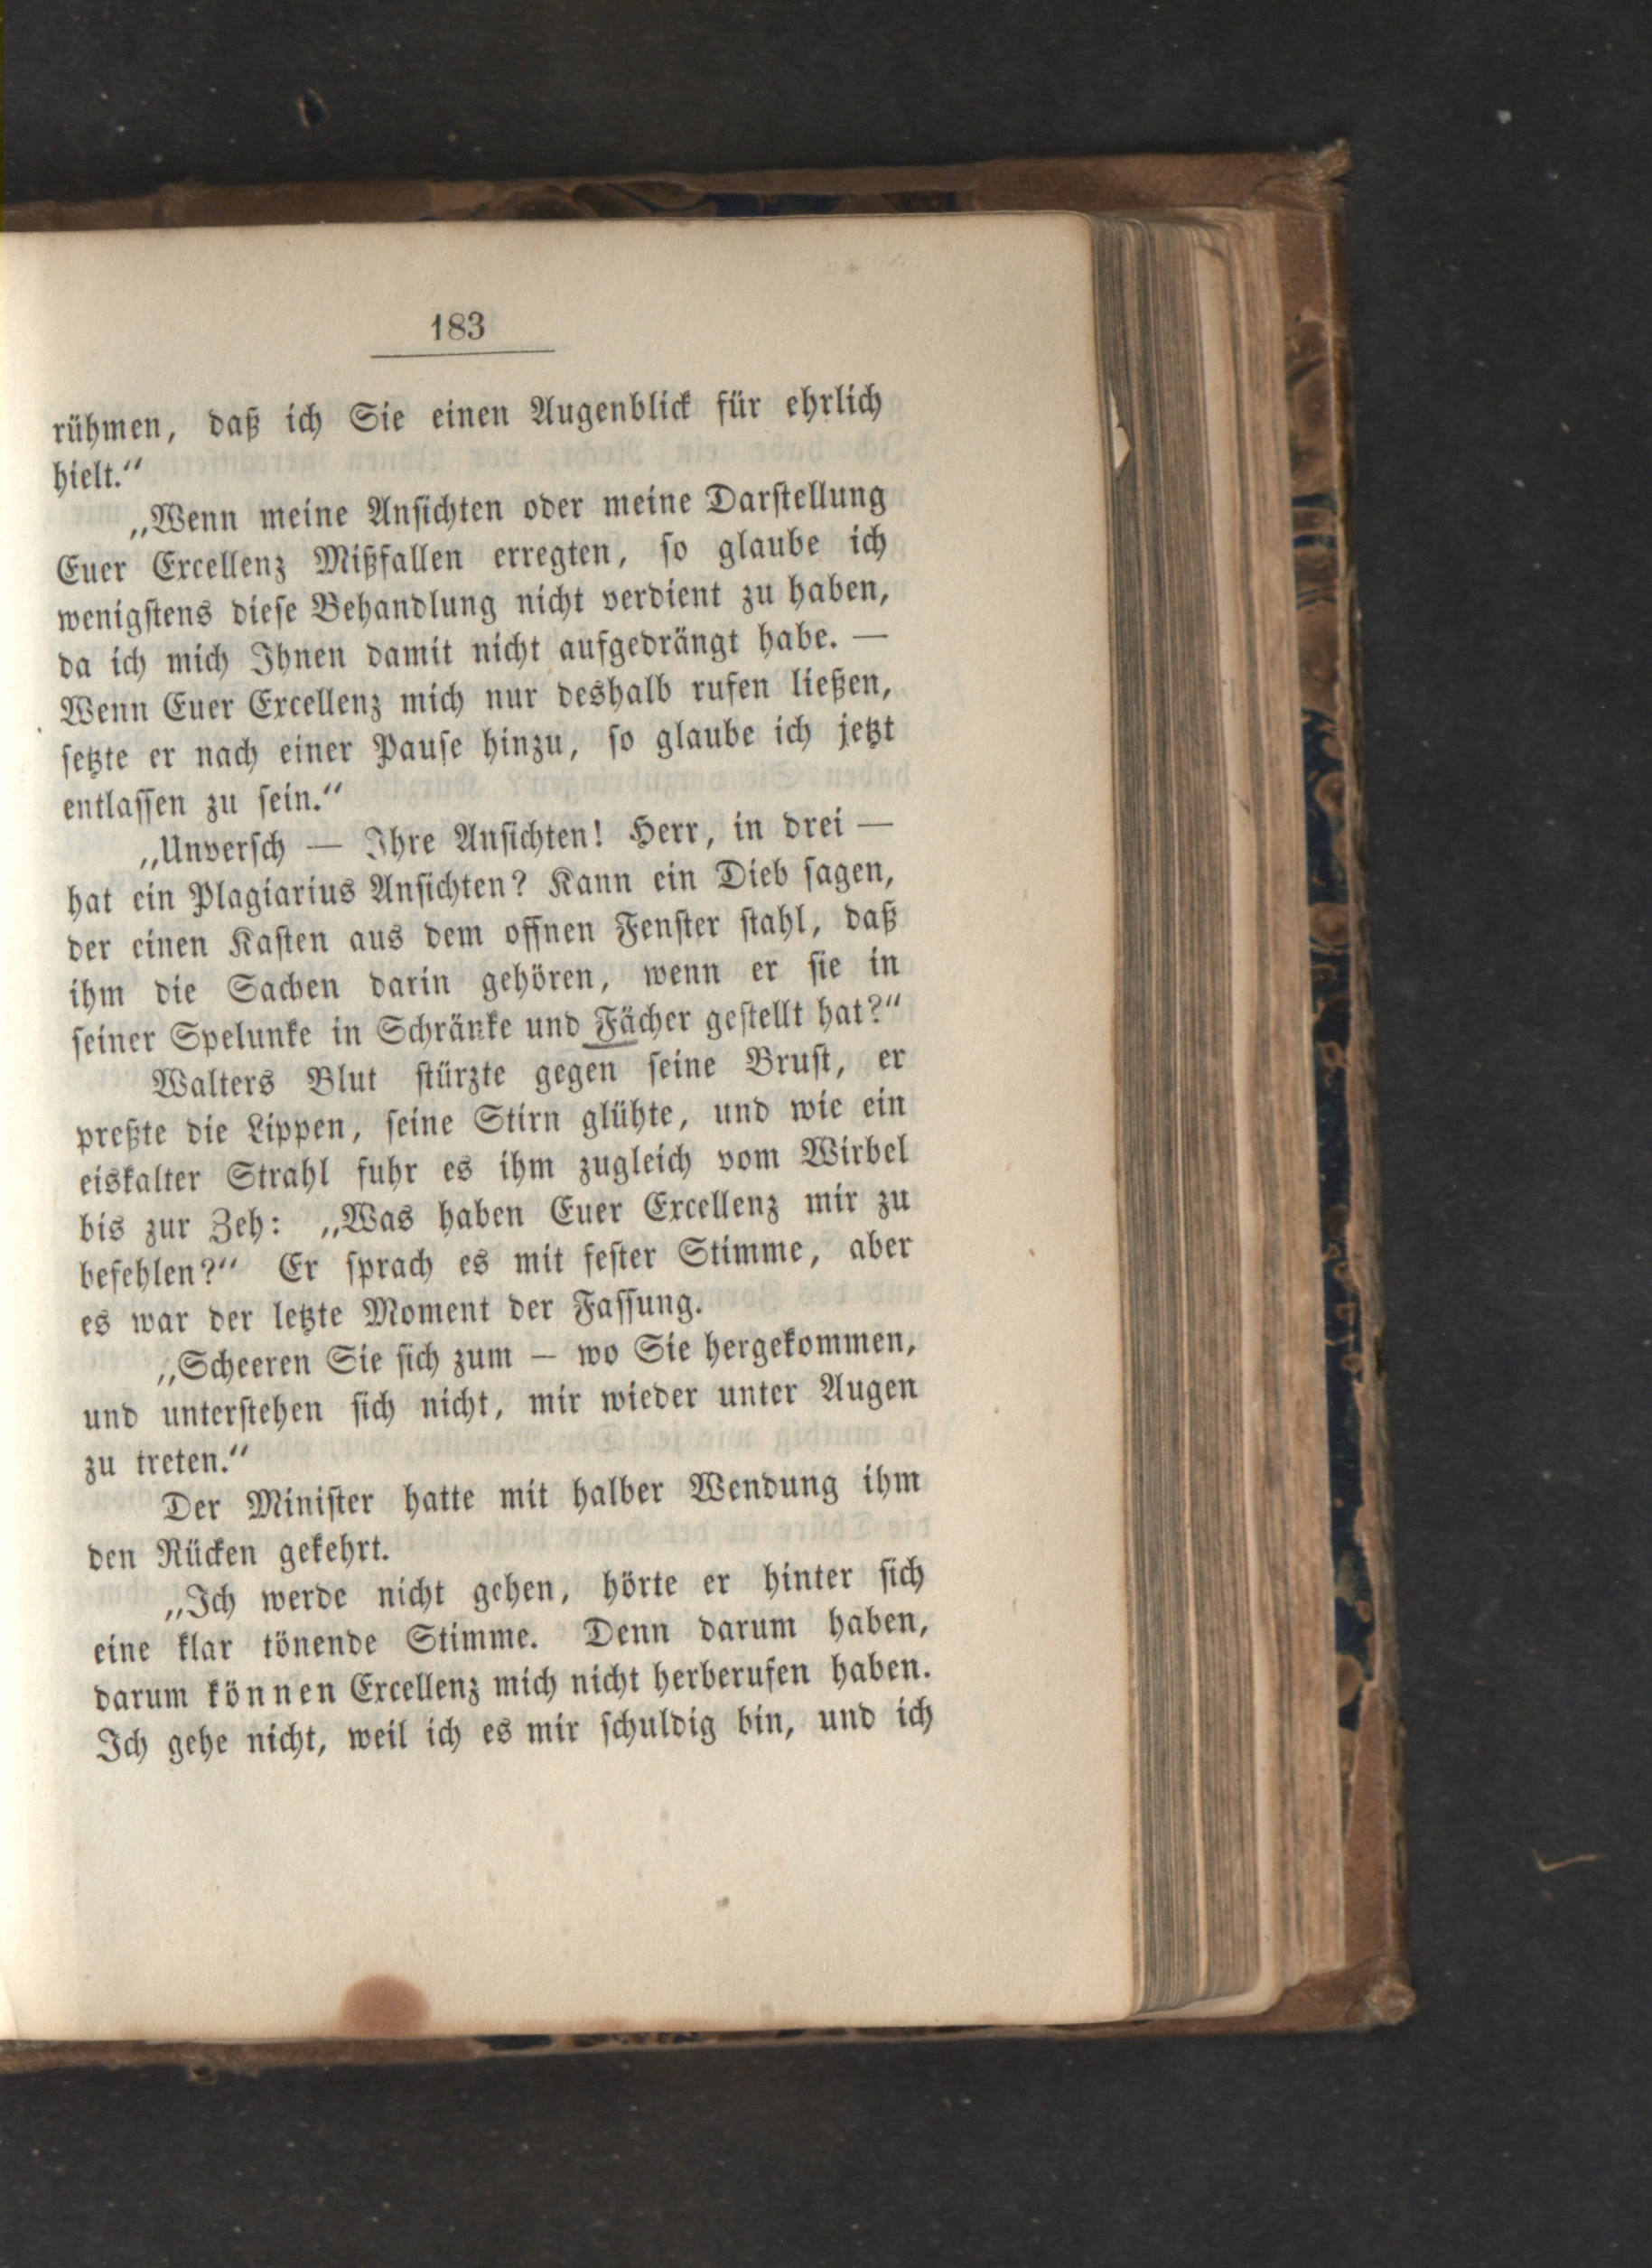 183
rühmen, daß ich Sie einen Augenblick für ehrlich
hielt.“
„Wenn meine Ansichten oder meine Darstellung
Euer Excellenz Mißfallen erregten, so glaube ich
wenigstens diese Behandlung nicht verdient zu haben,
da ich mich Ihnen damit nicht aufgedrängt habe. —
Wenn Euer Excellenz mich nur deshalb rufen ließen,
setzte er nach einer Pause hinzu, so glaube ich jetzt
entlassen zu sein.“
„Unversch — Ihre Ansichten! Herr, in drei —
hat ein Plagiarius Ansichten? Kann ein Dieb sagen,
der einen Kasten aus dem offnen Fenster stahl, daß
ihm die Sachen darin gehören, wenn er sie in
seiner Spelunke in Schränke und Fächer gestellt hat?“
Walters Blut stürzte gegen seine Brust, er
preßte die Lippen, seine Stirn glühte, und wie ein
eiskalter Strahl fuhr es ihm zugleich vom Wirbel
bis zur Zeh: „Was haben Euer Excellenz mir zu
befehlen?“ Er sprach es mit fester Stimme, aber
es war der letzte Moment der Fassung.
„Scheeren Sie sich zum — wo Sie hergekommen,
und unterstehen sich nicht, mir wieder unter Augen
zu treten.“
Der Minister hatte mit halber Wendung ihm
den Rücken gekehrt.
„Ich werde nicht gehen, hörte er hinter sich
eine klar tönende Stimme. Denn darum haben,
darum können Excellenz mich nicht herberufen haben.
Ich gehe nicht, weil ich es mir schuldig bin, und ich